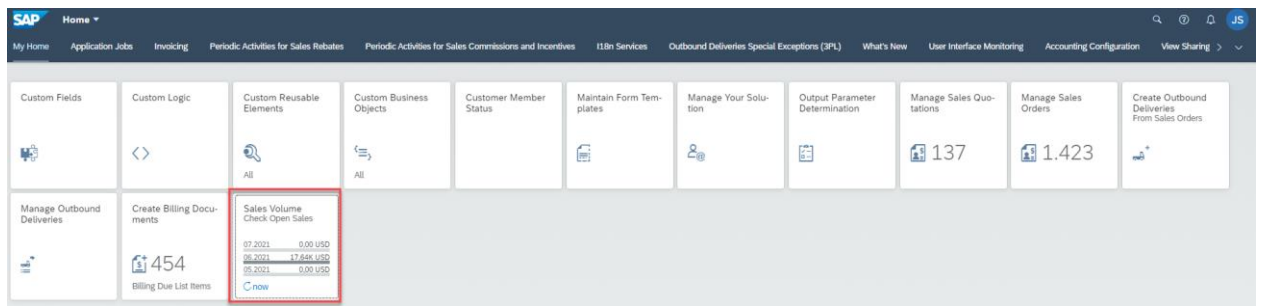 SAP Home
JS
My Home Application Jobs Invoicing Periodic Activities for Sales Rebates Periodic Activities for Sales Commissions and Incentives I18n Services Outbound Deliveries Special Exceptions (3PL) What's New User Interface Monitoring Accounting Configuration View Sharing
Custom Fields
Custom Logic
Custom Reusable
Elements
All
Custom Business
Objects
All
Customer Member
Status
Maintain Form Tem-
plates
Manage Your Solu-
tion
Output Parameter
Determination
Manage Sales Quo-
tations
137
Manage Sales
Orders
1.423
Create Outbound
Deliveries
From Sales Orders
Manage Outbound
Deliveries
Create Billing Docu-
ments
454
Billing Due List Items
Sales Volume
Check Open Sales
07.2021 0,00 USD
06.2021 17.64K USD
05.2021 0,00 USD
now